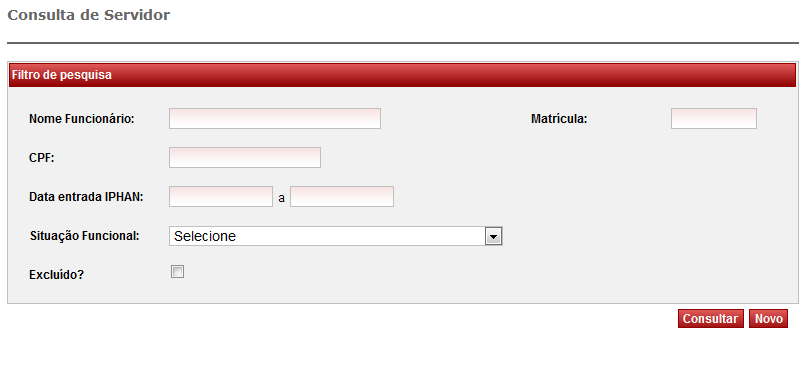 Consulta de Servidor
Filtro de pesquisa
Nome Funcionário: Matrícula:
CPF:
Data entrada IPHAN: a
Situação Funcional: Selecione
Excluído?
Consultar Novo